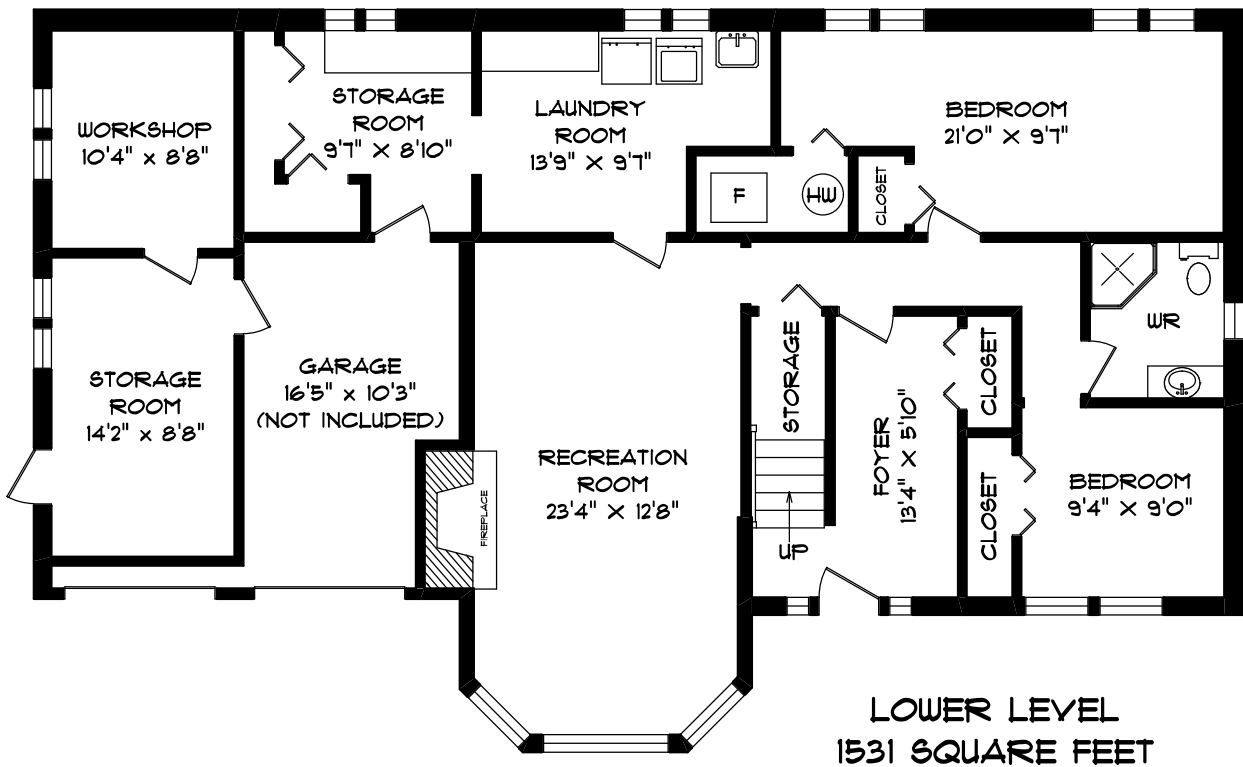 WORKSHOP
10'4" x 8'8"
STORAGE
ROOM
9'7" X 8'10"
LAUNDRY
ROOM
13'9" X 9'7"
BEDROOM
21'0" X 9'7"
F
HW
CLOSET
STORAGE
ROOM
14'2" x 8'8"
GARAGE
16'5" x 10'3"
(NOT INCLUDED)
RECREATION
ROOM
23'4" X 12'8"
FIREPLACE
STORAGE
UP
FOYER
13'4" X 5'10"
CLOSET
CLOSET
WR
BEDROOM
9'4" X 9'0"
LOWER LEVEL
1531 SQUARE FEET